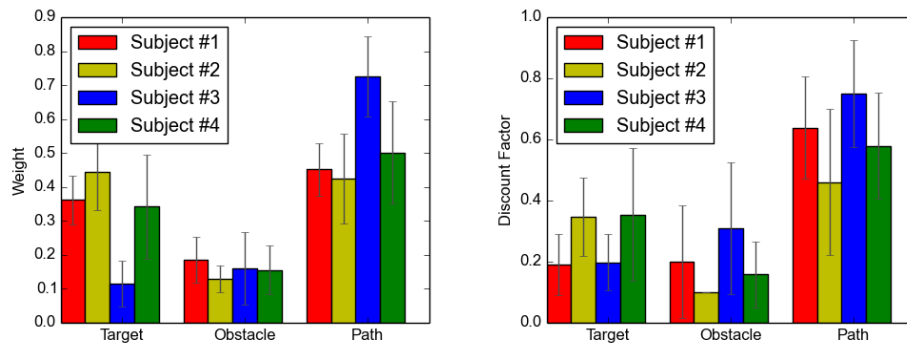 0.9
0.8
0.7
0.6
0.5
0.4
0.3
0.2
0.1
0.0
Weight
Subject #1
Subject #2
Subject #3
Subject #4
Target Obstacle Path
1.0
0.8
0.6
0.4
0.2
0.0
Discount Factor
Subject #1
Subject #2
Subject #3
Subject #4
Target Obstacle Path